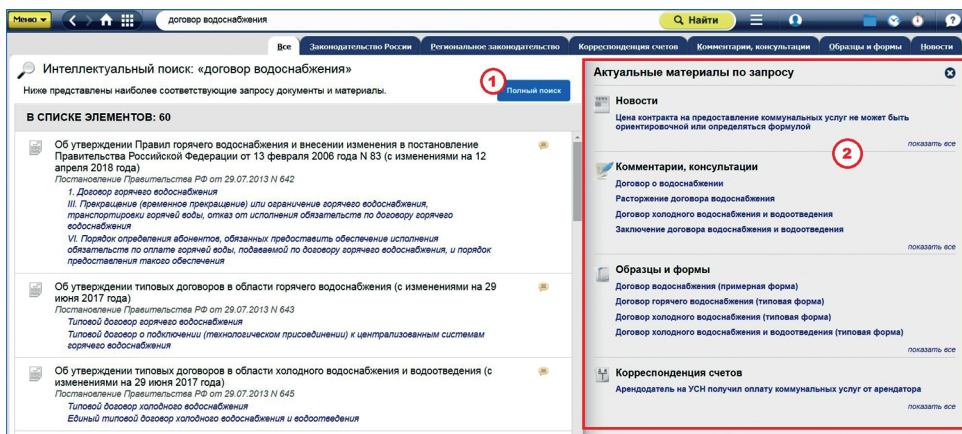 Меню
договор водоснабжения
Найти
Все
Законодательство России
Региональное законодательство
Корреспонденция счетов
Комментарии, консультации
Образцы и формы
Новости
Интеллектуальный поиск: «договор водоснабжения»
Ниже представлены наиболее соответствующие запросу документы и материалы.
1
Полный поиск
В СПИСКЕ ЭЛЕМЕНТОВ: 60
Об утверждении Правил горячего водоснабжения и внесении изменения в постановление
Правительства Российской Федерации от 13 февраля 2006 года N 83 (с изменениями на 12
апреля 2018 года)
Постановление Правительства РФ от 29.07.2013 N 642
1. Договор горячего водоснабжения
III. Прекращение (временное прекращение) или ограничение горячего водоснабжения,
транспортировки горячей воды, отказ от исполнения обязательств по договору горячего
водоснабжения
VI. Порядок определения абонентов, обязанных предоставить обеспечение исполнения
обязательств по оплате горячей воды, подаваемой по договору горячего водоснабжения, и порядок
предоставления такого обеспечения
Об утверждении типовых договоров в области горячего водоснабжения (с изменениями на 29
июня 2017 года)
Постановление Правительства РФ от 29.07.2013 N 643
Типовой договор горячего водоснабжения
Типовой договор о подключении (технологическом присоединении) к централизованным системам
горячего водоснабжения
Об утверждении типовых договоров в области холодного водоснабжения и водоотведения (с
изменениями на 29 июня 2017 года)
Постановление Правительства РФ от 29.07.2013 N 645
Типовой договор холодного водоснабжения
Единый типовой договор холодного водоснабжения и водоотведения
Актуальные материалы по запросу
Новости
Цена контракта на предоставление коммунальных услуг не может быть
ориентировочной или определяться формулой
показать все
2
Комментарии, консультации
Договор о водоснабжении
Расторжение договора водоснабжения
Договор холодного водоснабжения и водоотведения
Заключение договора водоснабжения и водоотведения
показать все
Образцы и формы
Договор водоснабжения (примерная форма)
Договор горячего водоснабжения (типовая форма)
Договор холодного водоснабжения (типовая форма)
Договор холодного водоснабжения и водоотведения (типовая форма)
показать все
Корреспонденция счетов
Арендодатель на УСН получил оплату коммунальных услуг от арендатора
показать все